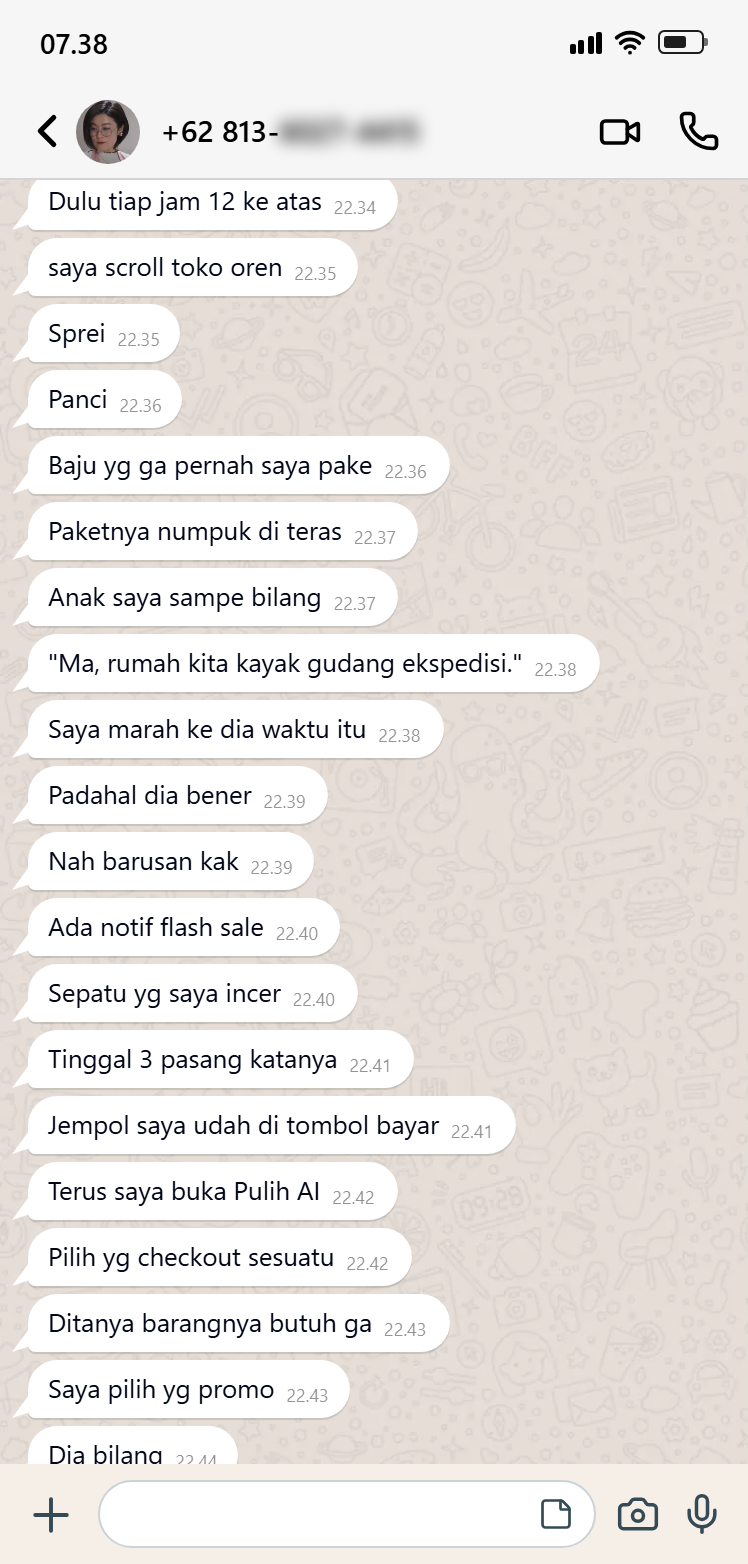 07.38
+62 813-
Dulu tiap jam 12 ke atas 22.34
saya scroll toko oren 22.35
Sprei 22.35
Panci 22.36
Baju yg ga pernah saya pake 22.36
Paketnya numpuk di teras 22.37
Anak saya sampe bilang 22.37
"Ma, rumah kita kayak gudang ekspedisi." 22.38
Saya marah ke dia waktu itu 22.38
Padahal dia bener 22.39
Nah barusan kak 22.39
Ada notif flash sale 22.40
Sepatu yg saya incer 22.40
Tinggal 3 pasang katanya 22.41
Jempol saya udah di tombol bayar 22.41
Terus saya buka Pulih AI 22.42
Pilih yg checkout sesuatu 22.42
Ditanya barangnya butuh ga 22.43
Saya pilih yg promo 22.43
Dia bilang 22.44